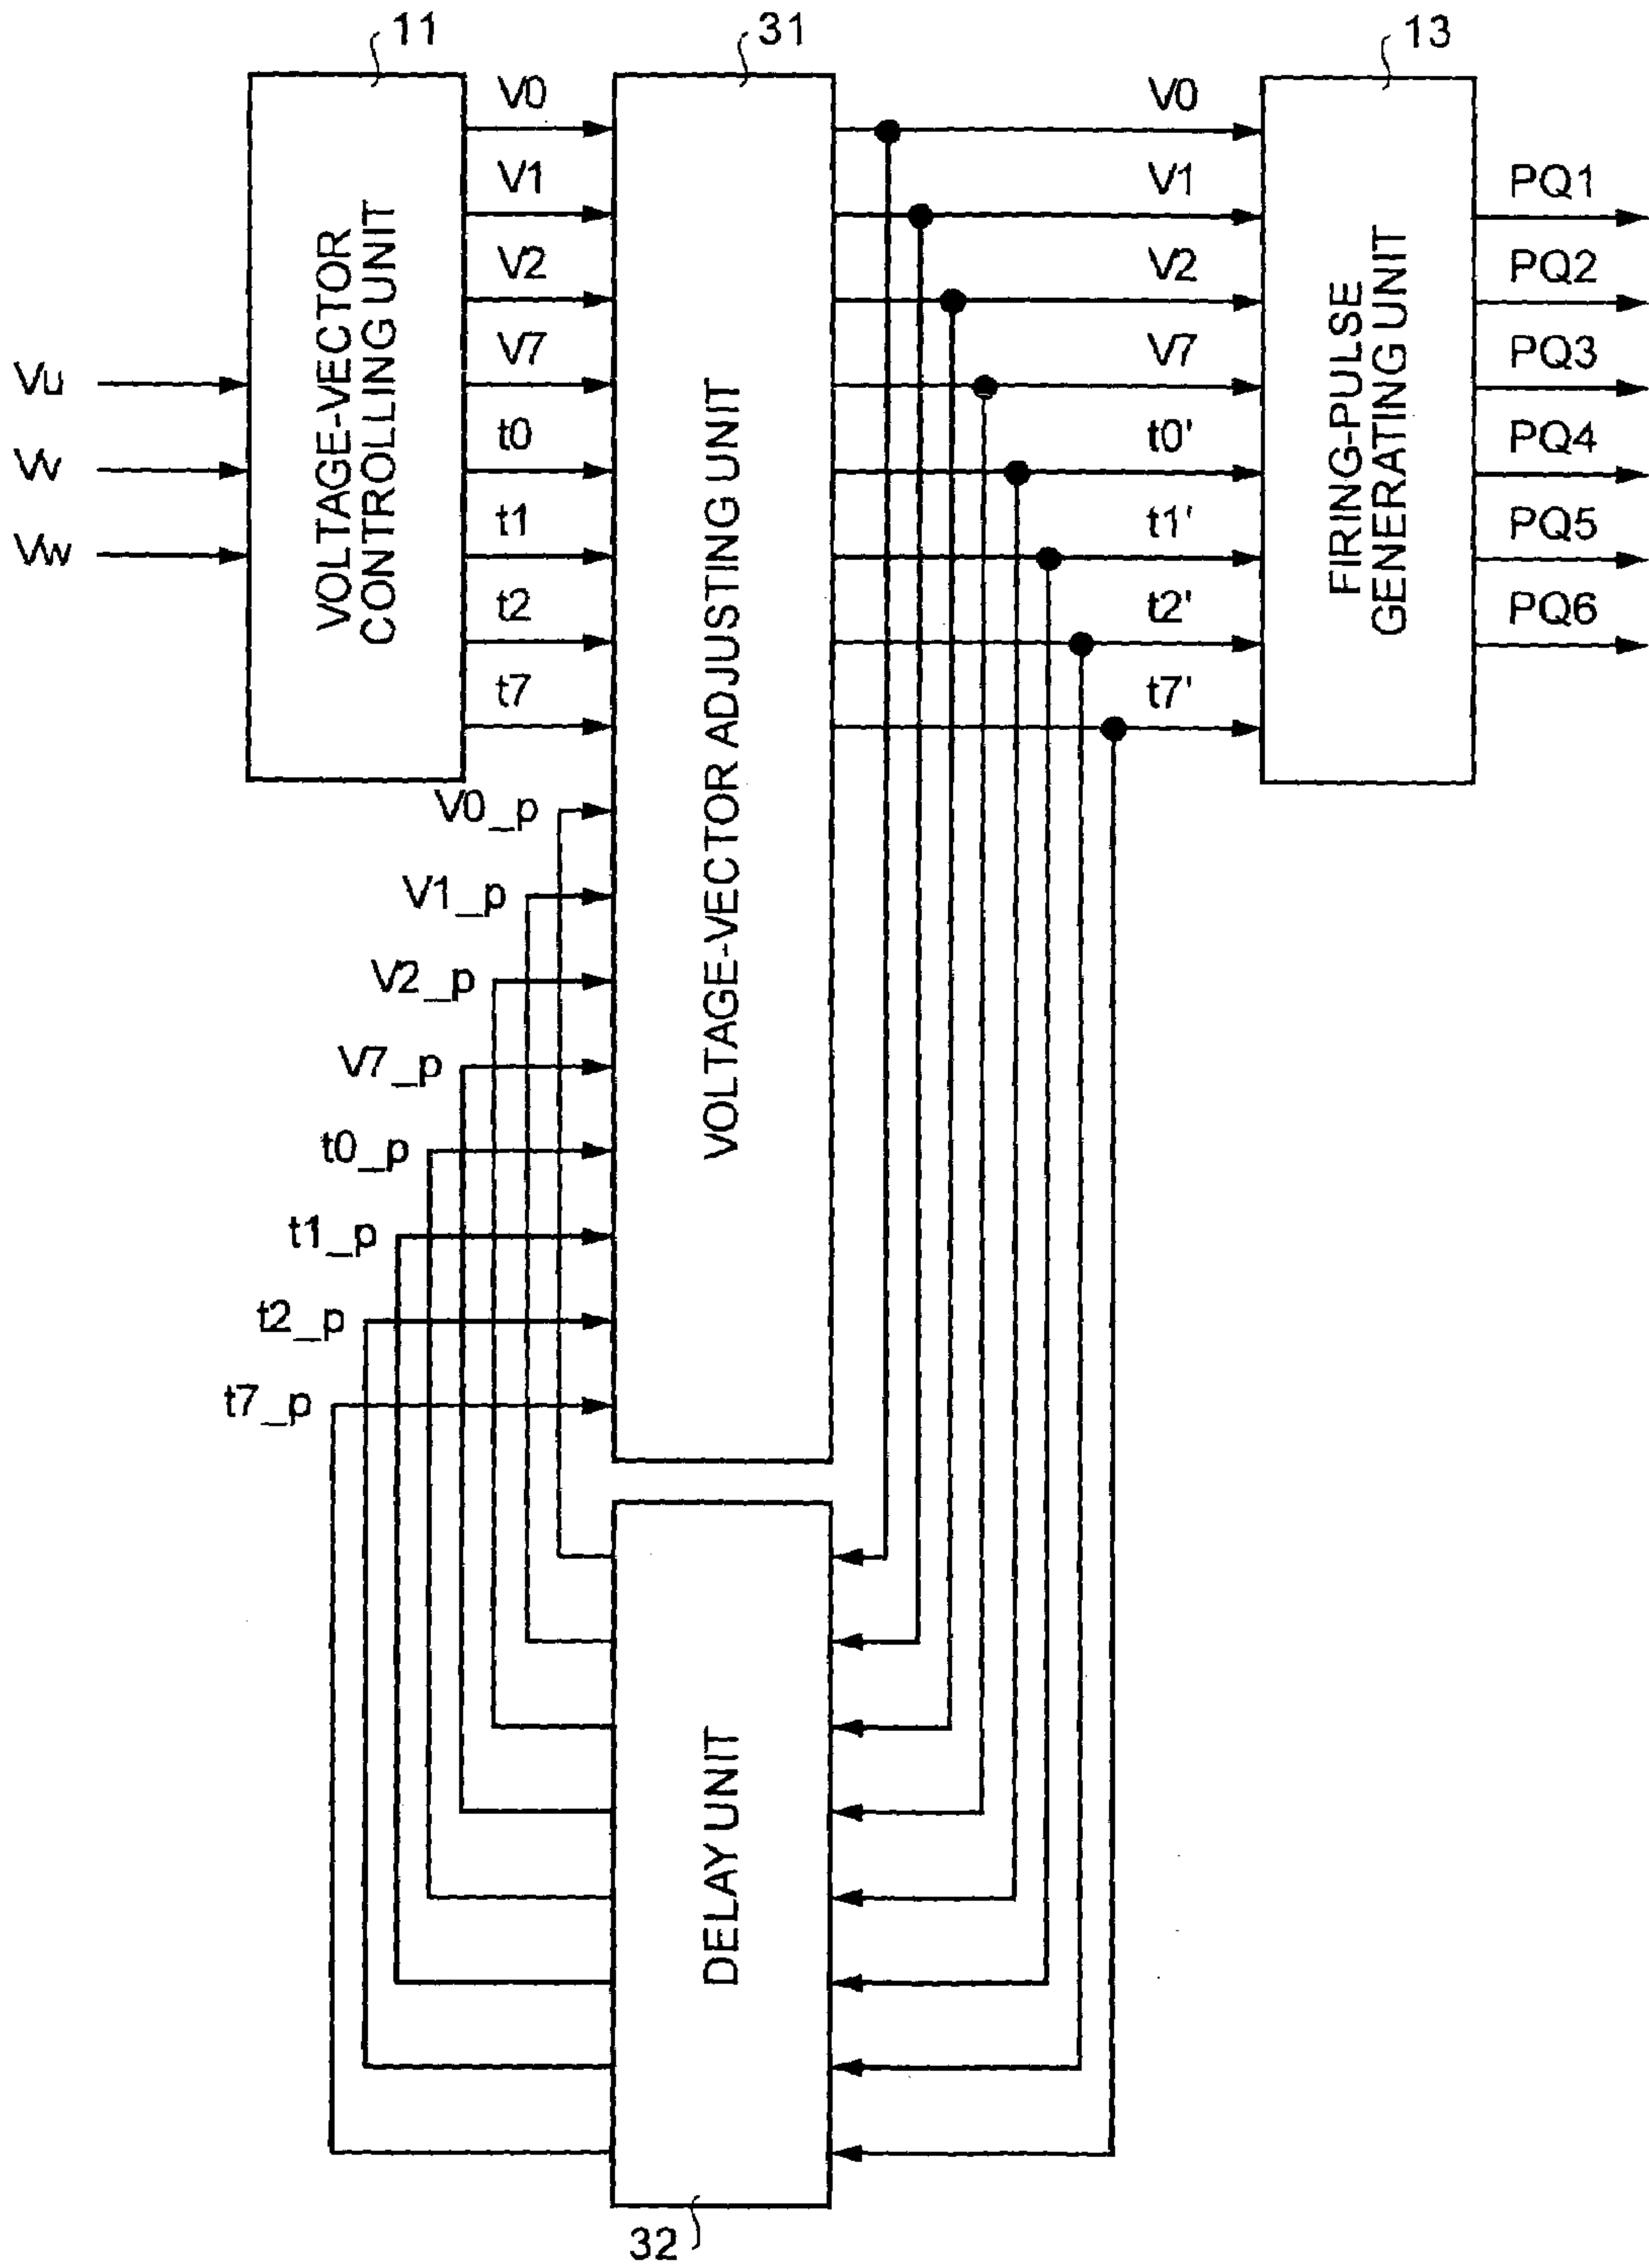 11
31
13
V0
V1
V2
V7
t0
t1
t2
t7
Vu
Vv
Vw
VOLTAGE-VECTOR
CONTROLLING UNIT
VOLTAGE-VECTOR ADJUSTING UNIT
V0
V1
V2
V7
t0'
t1'
t2'
t7'
FIRING-PULSE
GENERATING UNIT
PQ1
PQ2
PQ3
PQ4
PQ5
PQ6
V0_p
V1_p
V2_p
V7_p
t0_p
t1_p
t2_p
t7_p
DELAY UNIT
32